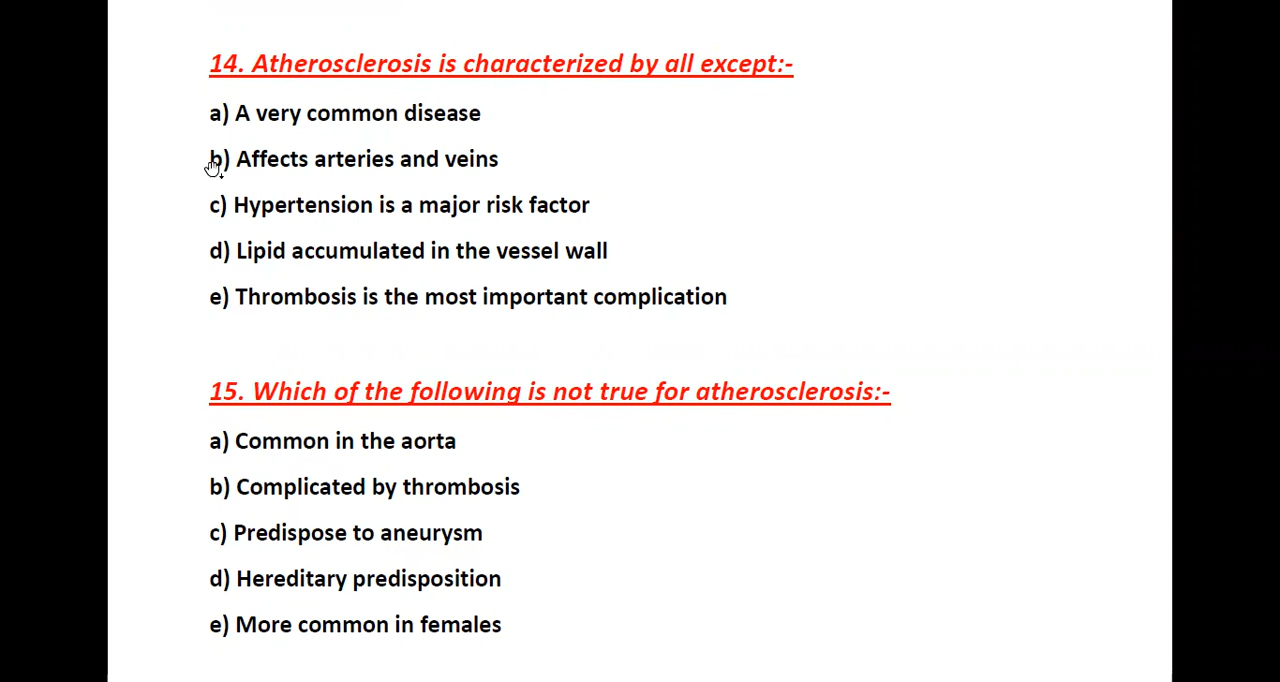 14. Atherosclerosis is characterized by all except:-
a) A very common disease
b) Affects arteries and veins
c) Hypertension is a major risk factor
d) Lipid accumulated in the vessel wall
e) Thrombosis is the most important complication
15. Which of the following is not true for atherosclerosis:-
a) Common in the aorta
b) Complicated by thrombosis
c) Predispose to aneurysm
d) Hereditary predisposition
e) More common in females